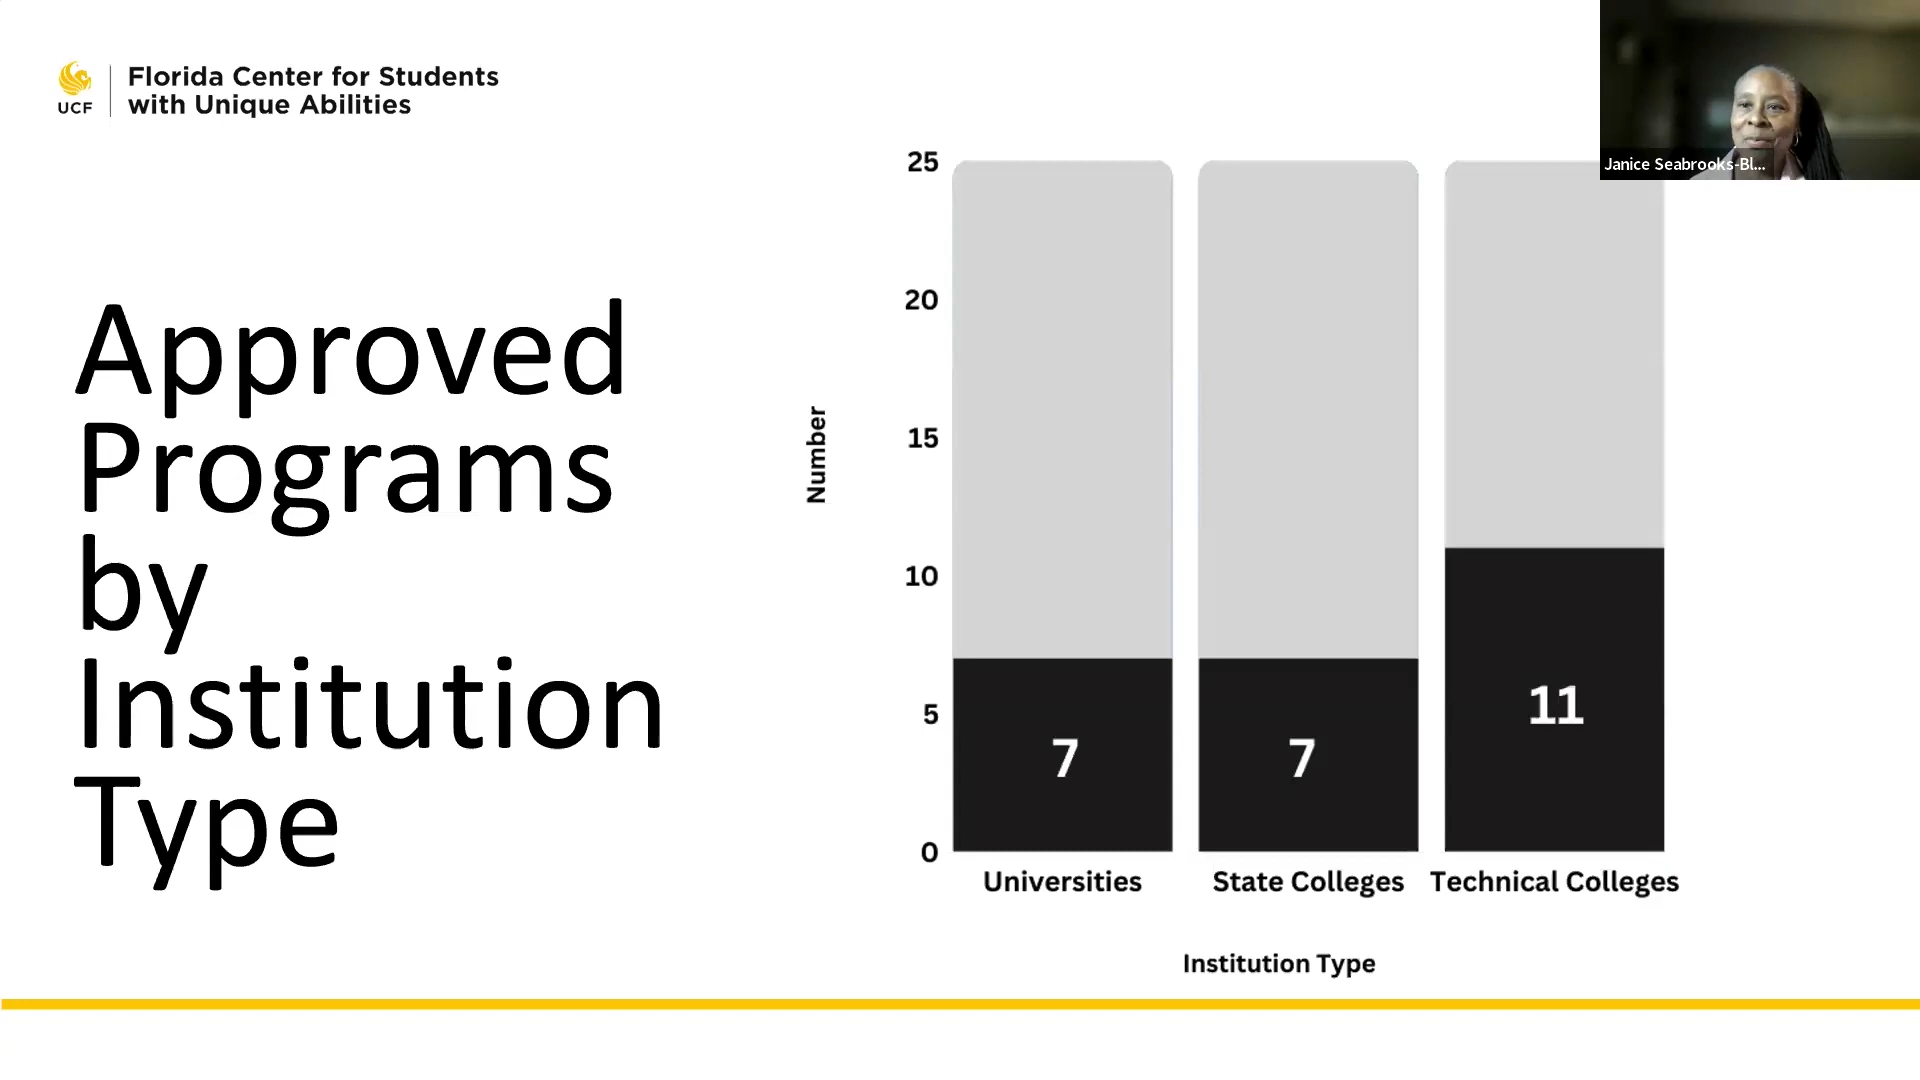 UCF
Florida Center for Students
with Unique Abilities
Janice Seabrooks-Bl...
Approved
Programs
by
Institution
Type
Number
25
20
15
10
5
0
7
7
11
Universities
State Colleges
Technical Colleges
Institution Type